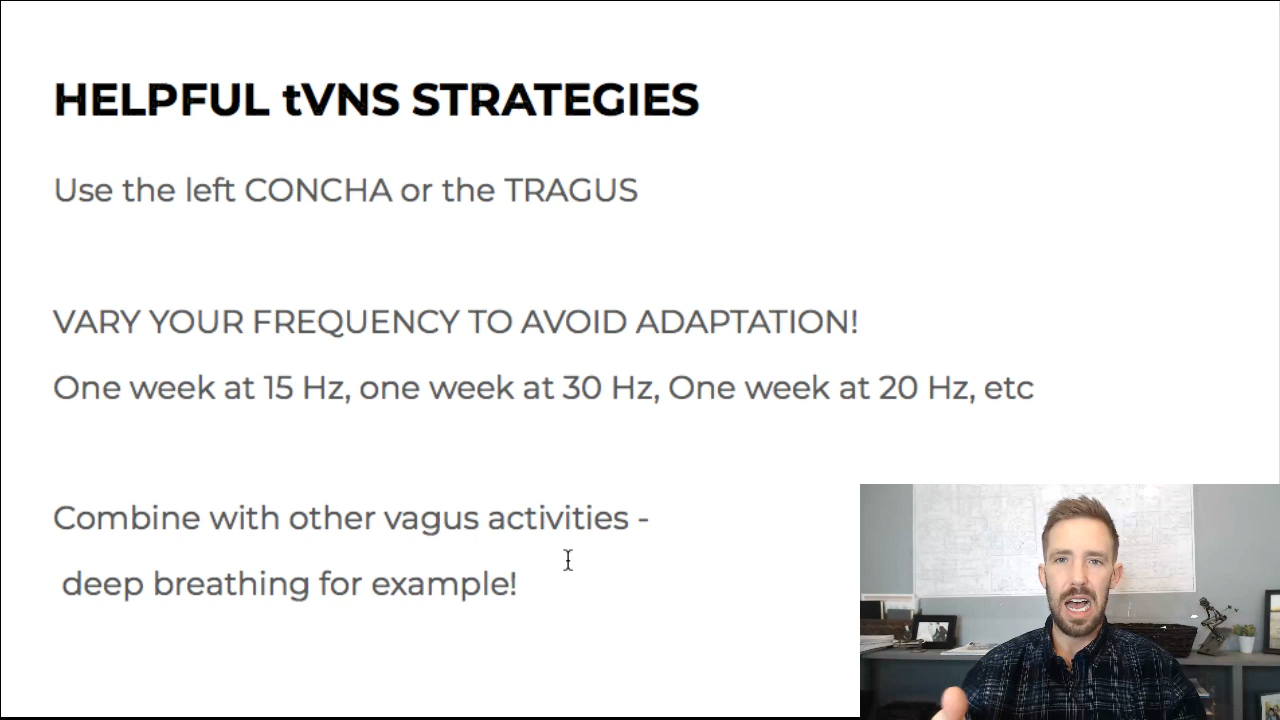 HELPFUL tVNS STRATEGIES
Use the left CONCHA or the TRAGUS
VARY YOUR FREQUENCY TO AVOID ADAPTATION!
One week at 15 Hz, one week at 30 Hz, One week at 20 Hz, etc
Combine with other vagus activities -
deep breathing for example!